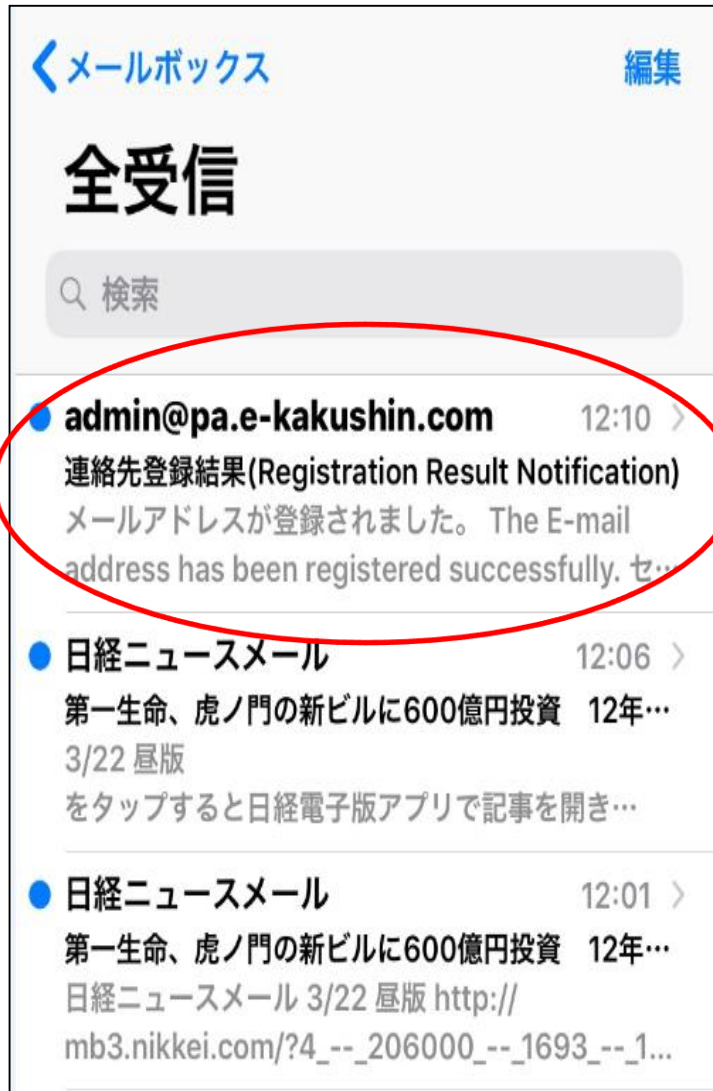 メールボックス 編集
全受信
検索
admin@pa.e-kakushin.com 12:10
連絡先登録結果(Registration Result Notification)
メールアドレスが登録されました。 The E-mail
address has been registered successfully. セ…
日経ニュースメール 12:06
第一生命、虎ノ門の新ビルに600億円投資　12年…
3/22 昼版
をタップすると日経電子版アプリで記事を開き…
日経ニュースメール 12:01
第一生命、虎ノ門の新ビルに600億円投資　12年…
日経ニュースメール 3/22 昼版 http://
mb3.nikkei.com/?4_--_206000_--_1693_--_1...